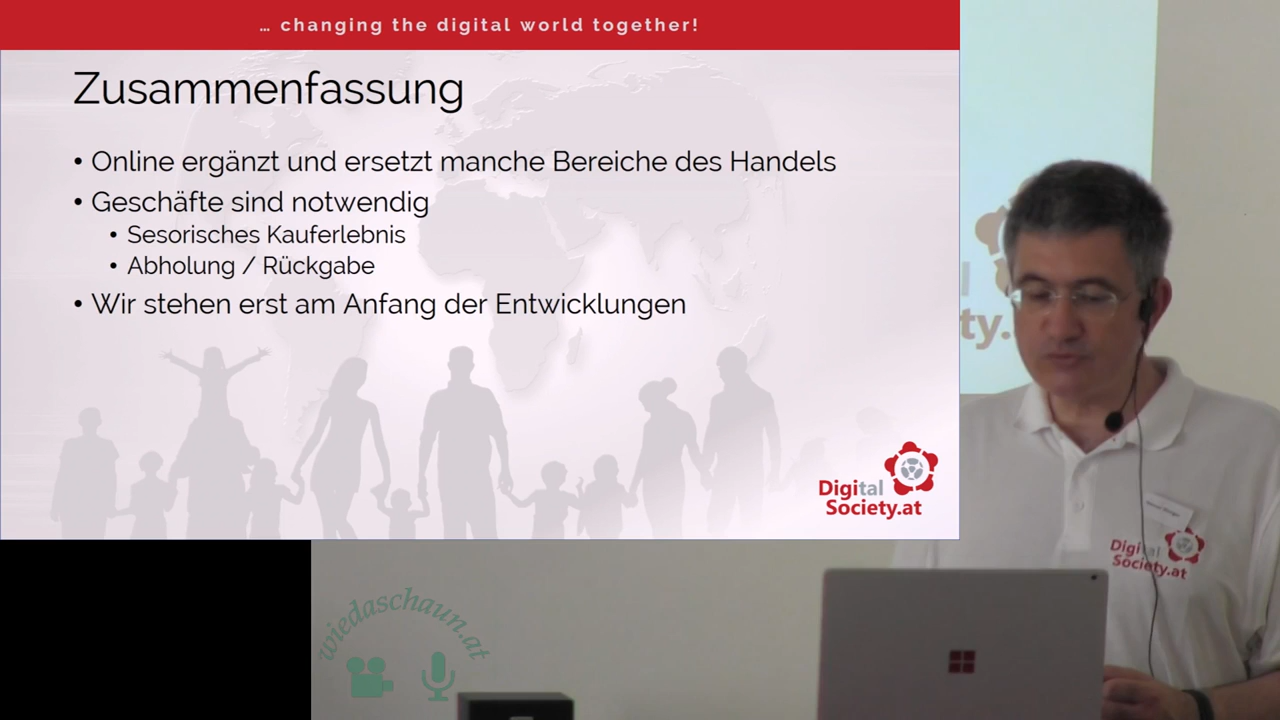 … changing the digital world together!
Zusammenfassung
• Online ergänzt und ersetzt manche Bereiche des Handels
• Geschäfte sind notwendig
• Sesorisches Kauferlebnis
• Abholung / Rückgabe
• Wir stehen erst am Anfang der Entwicklungen
Digital
Society.at
l
ty.
Digital
Society.at
wiedaschaun.at